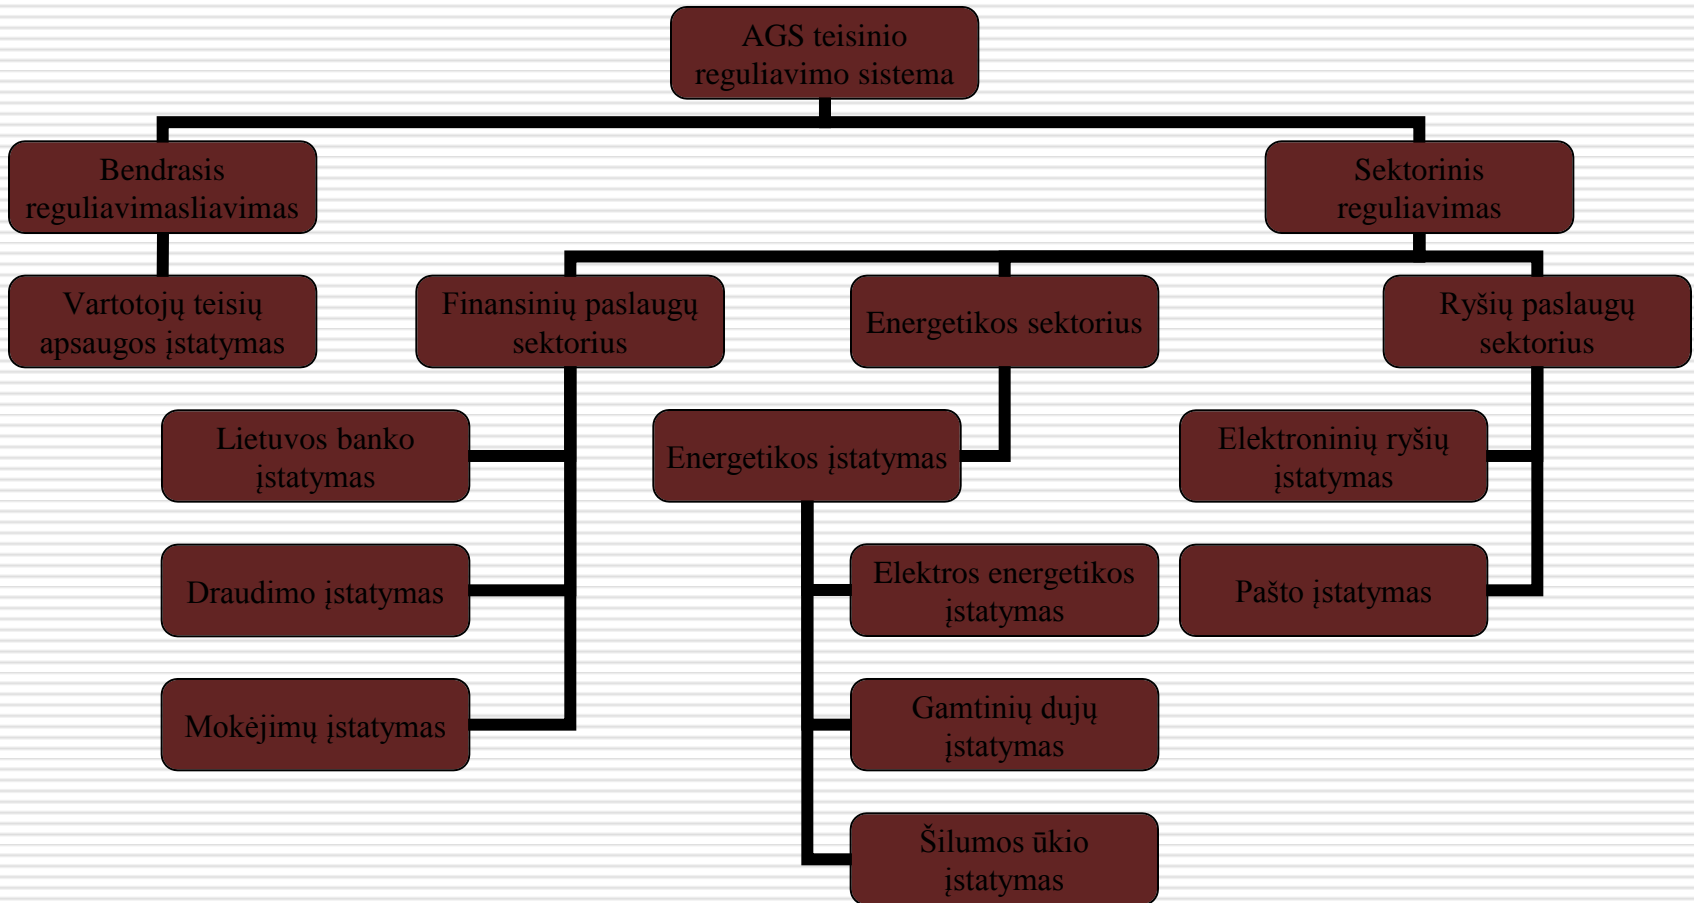 AGS teisinio
reguliavimo sistema
Bendrasis
reguliavimasliavimas
Sektorinis
reguliavimas
Vartotojų teisių
apsaugos įstatymas
Finansinių paslaugų
sektorius
Energetikos sektorius
Ryšių paslaugų
sektorius
Lietuvos banko
įstatymas
Energetikos įstatymas
Elektroninių ryšių
įstatymas
Draudimo įstatymas
Elektros energetikos
įstatymas
Pašto įstatymas
Mokėjimų įstatymas
Gamtinių dujų
įstatymas
Šilumos ūkio
įstatymas